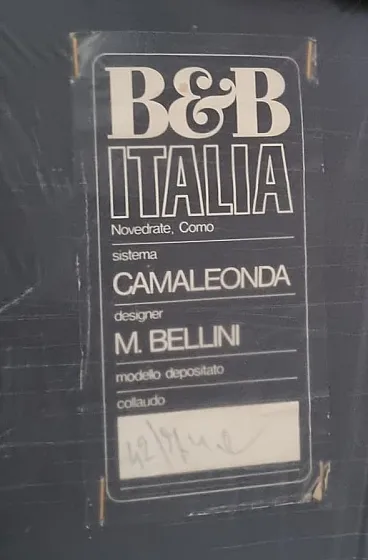 B&B
ITALIA
Novedrate, Como
sistema
CAMALEONDA
designer
M. BELLINI
modello depositato
collaudo